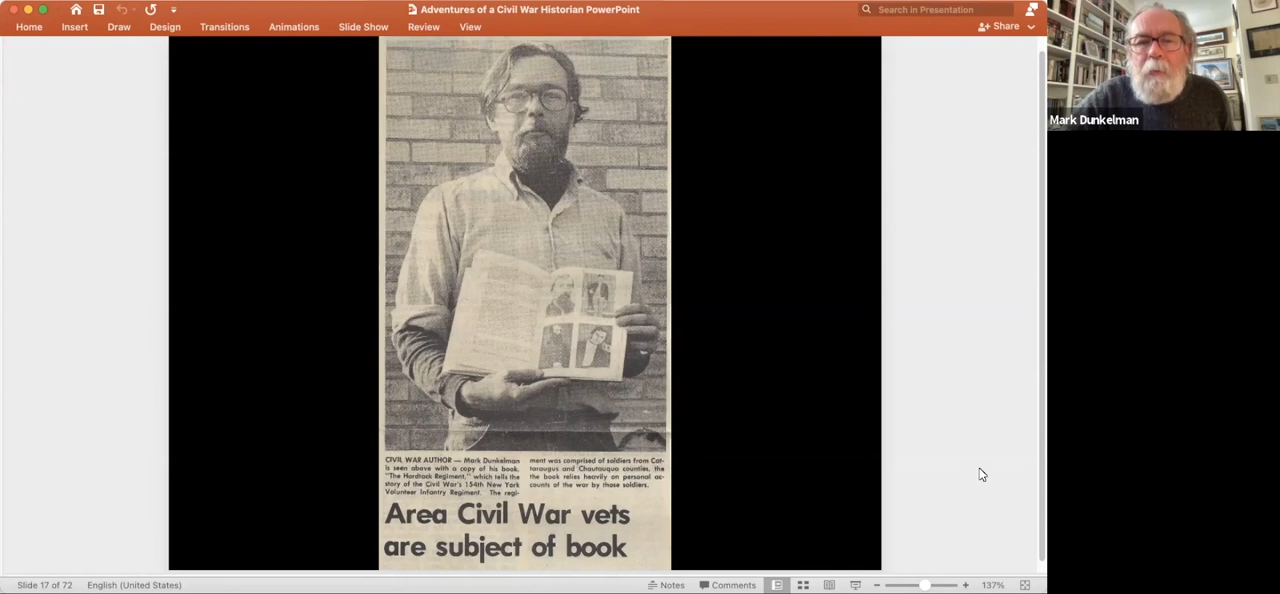 Adventures of a Civil War Historian PowerPoint
Search in Presentation
Home Insert Draw Design Transitions Animations Slide Show Review View
Share
Mark Dunkelman
CIVIL WAR AUTHOR — Mark Dunkelman
is seen above with a copy of his book,
"The Hardtack Regiment," which tells the
story of the Civil War's 154th New York
Volunteer Infantry Regiment. The regi-
ment was comprised of soldiers from Cat-
taraugus and Chautauqua counties, the
the book relies heavily on personal ac-
counts of the war by those soldiers.
Area Civil War vets
are subject of book
Slide 17 of 72 English (United States)
Notes Comments 137%